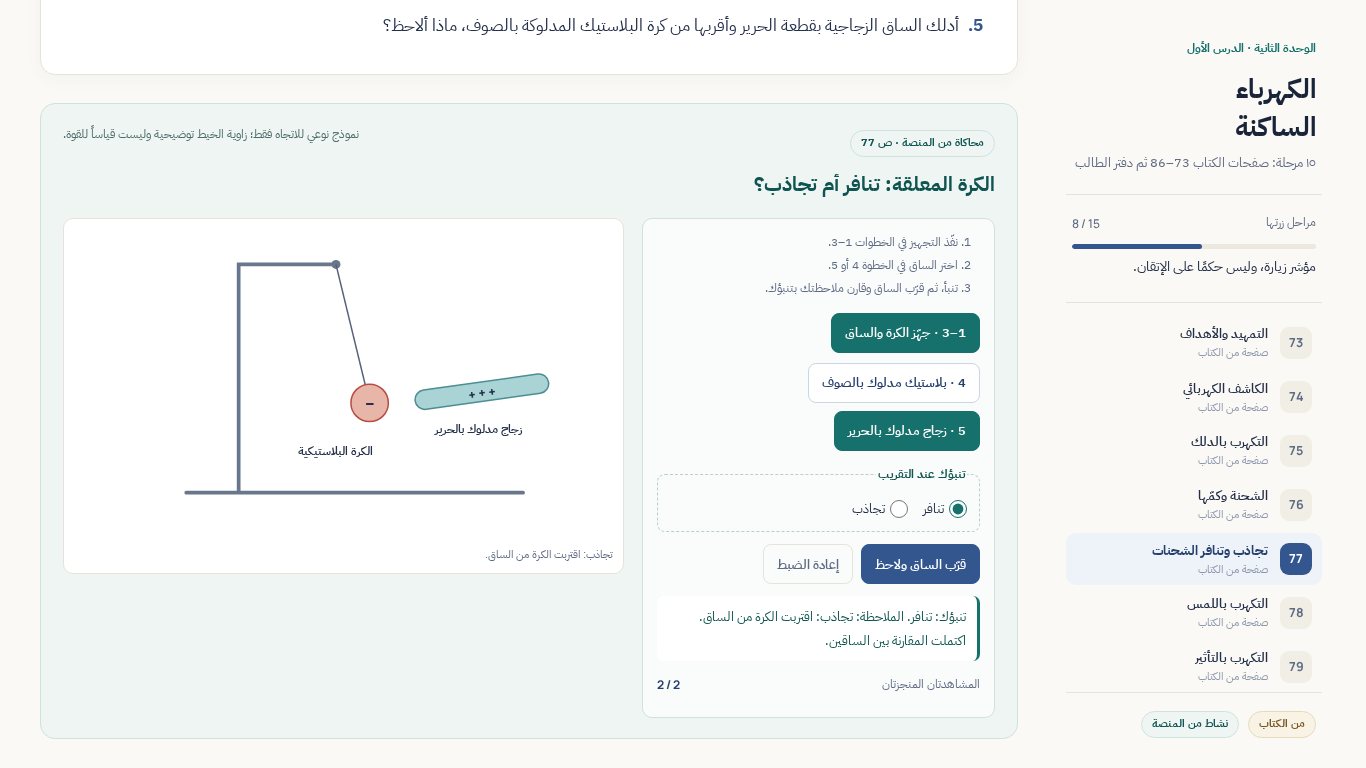 الوحدة الثانية · الدرس الأول
الكهرباء
الساكنة
١٥ مرحلة: صفحات الكتاب 73–86 ثم دفتر الطالب
مراحل زرتها
8 / 15
مؤشر زيارة، وليس حكمًا على الإتقان.
73
التمهيد والأهداف
صفحة من الكتاب
74
الكاشف الكهربائي
صفحة من الكتاب
75
التكهرب بالدلك
صفحة من الكتاب
76
الشحنة وكمّها
صفحة من الكتاب
77
تجاذب وتنافر الشحنات
صفحة من الكتاب
78
التكهرب باللمس
صفحة من الكتاب
79
التكهرب بالتأثير
صفحة من الكتاب
من الكتاب
نشاط من المنصة
5. أدلك الساق الزجاجية بقطعة الحرير وأقربها من كرة البلاستيك المدلوكة بالصوف، ماذا ألاحظ؟
محاكاة من المنصة · ص 77
نموذج نوعي للاتجاه فقط؛ زاوية الخيط توضيحية وليست قياساً للقوة.
الكرة المعلقة: تنافر أم تجاذب؟
1. نفّذ التجهيز في الخطوات 1–3.
2. اختر الساق في الخطوة 4 أو 5.
3. تنبأ، ثم قرّب الساق وقارن ملاحظتك بتنبؤك.
1–3 · جهّز الكرة والساق
4 · بلاستيك مدلوك بالصوف
5 · زجاج مدلوك بالحرير
تنبؤك عند التقريب
تنافر
تجاذب
قرّب الساق ولاحظ
إعادة الضبط
تنبؤك: تنافر. الملاحظة: تجاذب: اقتربت الكرة من الساق.
اكتملت المقارنة بين الساقين.
المشاهدتان المنجزتان
2 / 2
+ + +
−
زجاج مدلوك بالحرير
الكرة البلاستيكية
تجاذب: اقتربت الكرة من الساق.